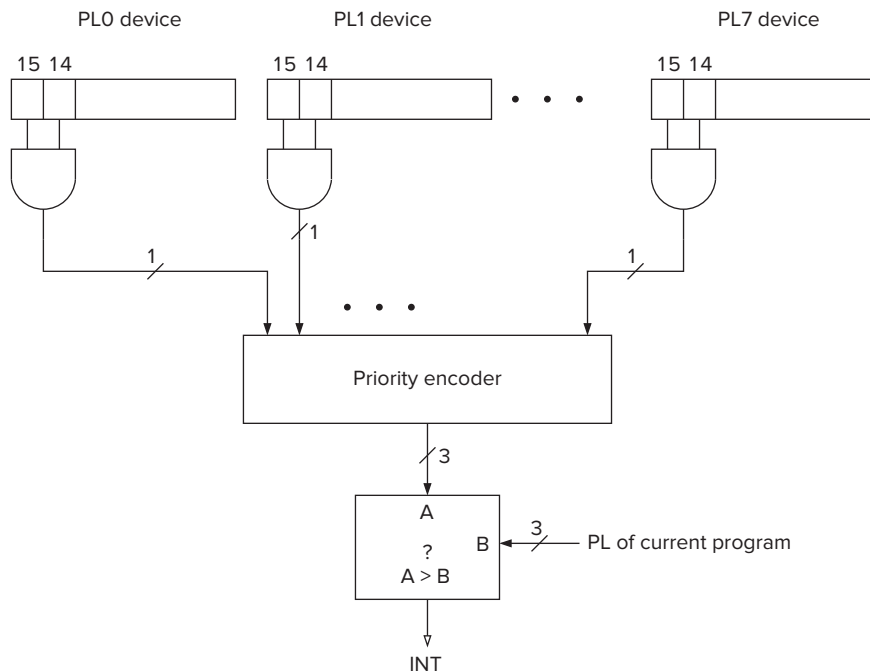 PL0 device PL1 device PL7 device
15 14 15 14 15 14
1
1 1
Priority encoder
3
A
B 3 PL of current program
?
A > B
INT